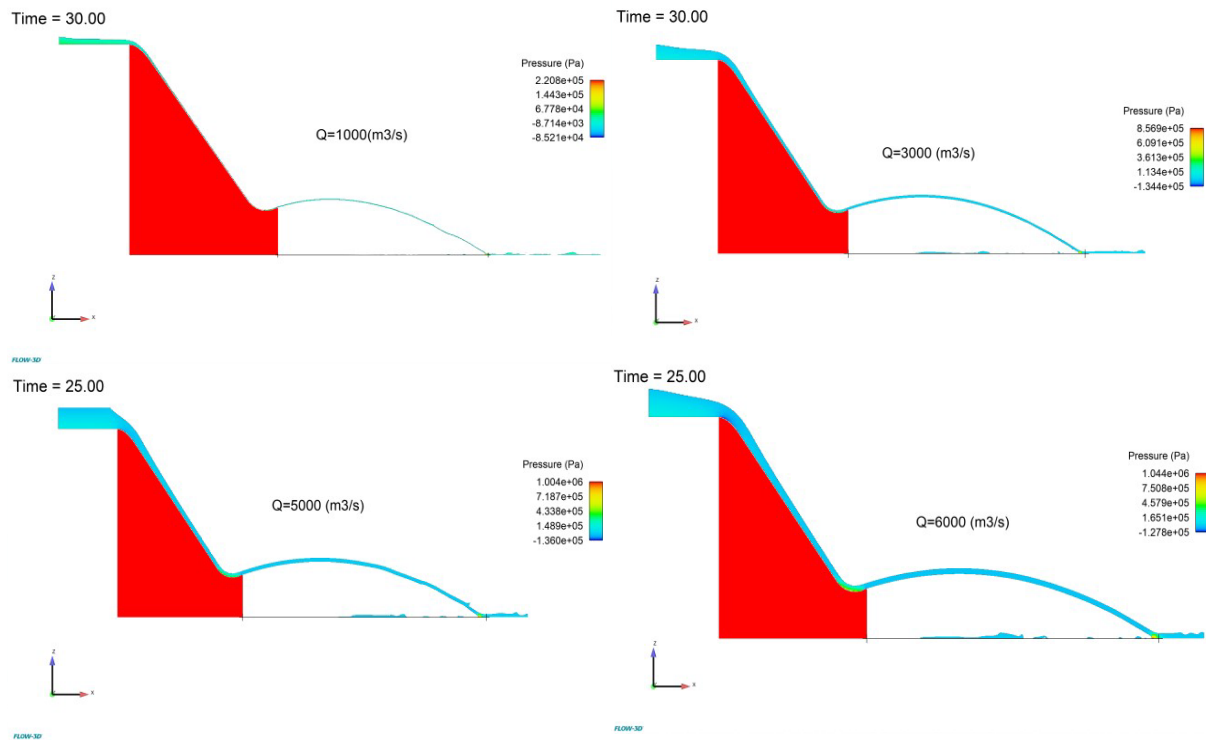 Time = 30.00
Pressure (Pa)
2.208e+05
1.443e+05
6.778e+04
-8.714e+03
-8.521e+04
Q=1000(m3/s)
z
x
FLOW-3D
Time = 30.00
Pressure (Pa)
8.569e+05
6.091e+05
3.613e+05
1.134e+05
-1.344e+05
Q=3000 (m3/s)
z
x
Time = 25.00
Pressure (Pa)
1.004e+06
7.187e+05
4.338e+05
1.489e+05
-1.360e+05
Q=5000 (m3/s)
z
x
FLOW-3D
Time = 25.00
Pressure (Pa)
1.044e+06
7.508e+05
4.579e+05
1.651e+05
-1.278e+05
Q=6000 (m3/s)
z
x
FLOW-3D